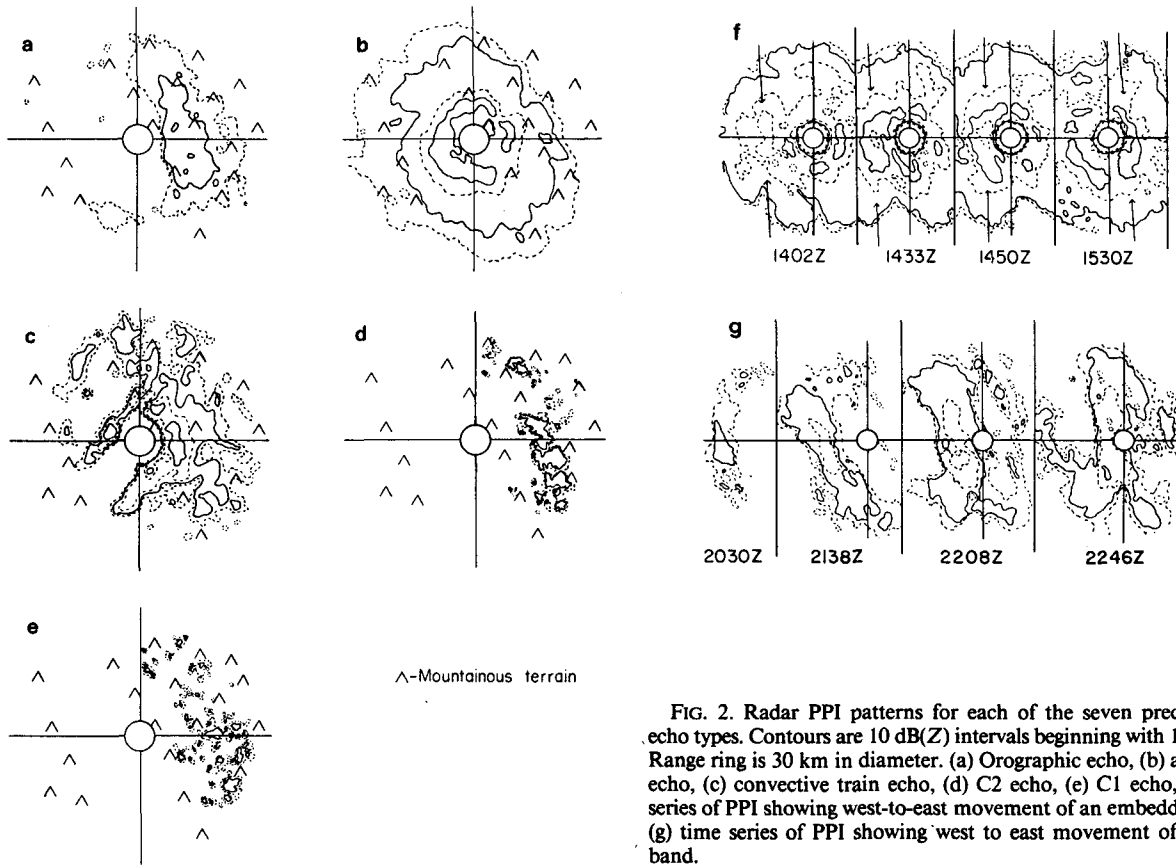 a
b
f
1402Z 1433Z 1450Z 1530Z
c
d
g
2030Z 2138Z 2208Z 2246Z
e
^-Mountainous terrain
FIG. 2. Radar PPI patterns for each of the seven
echo types. Contours are 10 dB(Z) intervals beginning with
Range ring is 30 km in diameter. (a) Orographic echo, (b)
echo, (c) convective train echo, (d) C2 echo, (e) C1 echo,
series of PPI showing west-to-east movement of an
(g) time series of PPI showing west to east movement of
band.